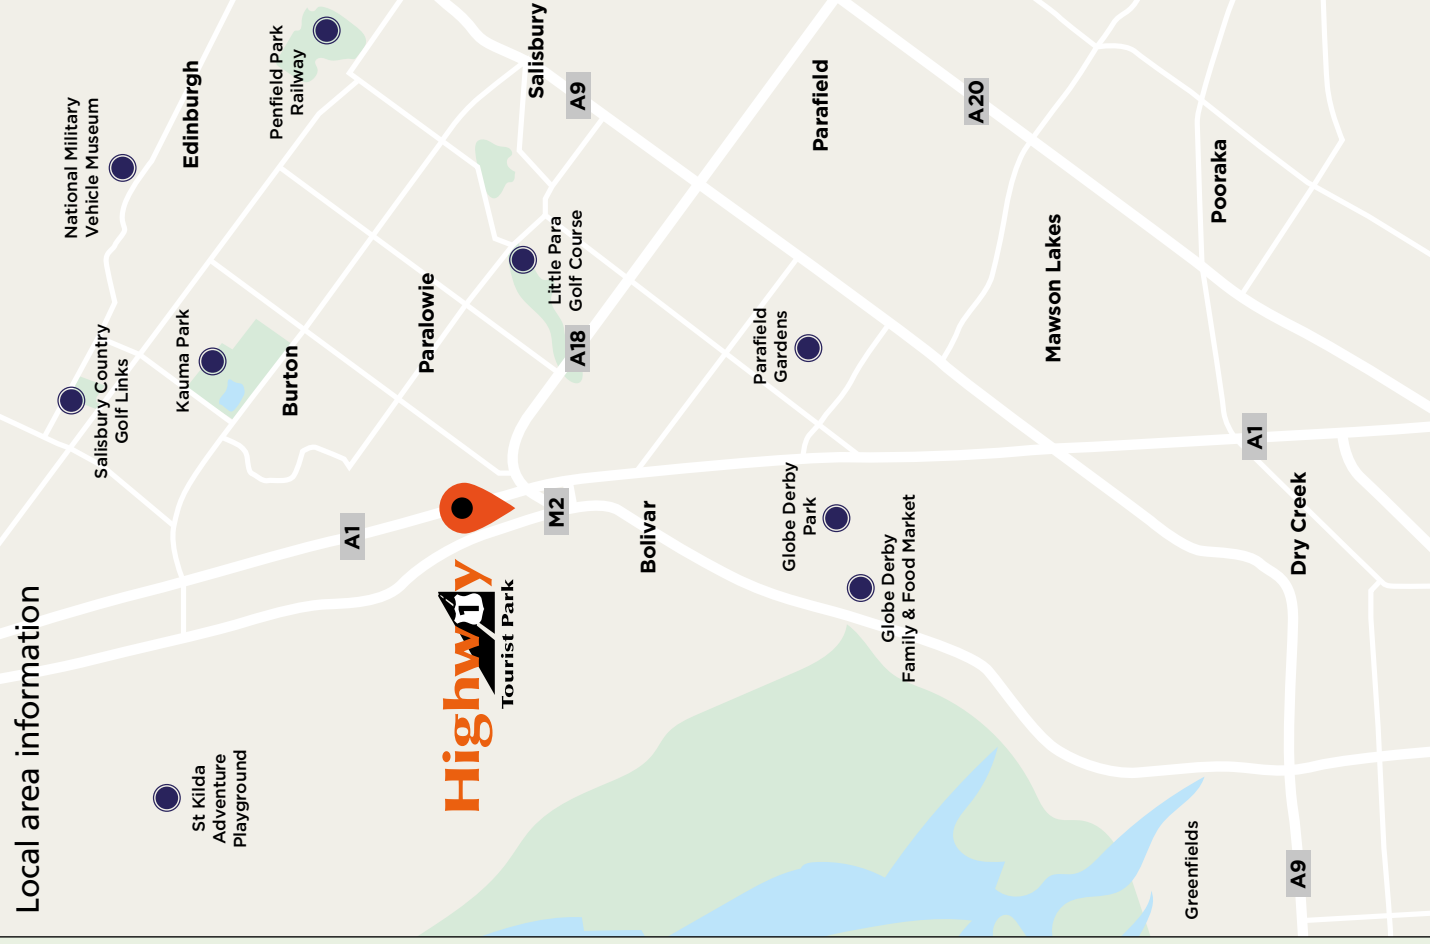 Local area information
National Military
Vehicle Museum
Salisbury Country
Golf Links
Kauma Park
Edinburgh
St Kilda
Adventure
Playground
Penfield Park
Railway
Burton
A1
Paralowie
Highway
1
Tourist Park
Salisbury
Little Para
Golf Course
M2
A18
A9
Bolivar
Parafield
Gardens
Globe Derby
Park
Parafield
Globe Derby
Family & Food Market
A20
Mawson Lakes
Greenfields
Pooraka
A1
A9
Dry Creek